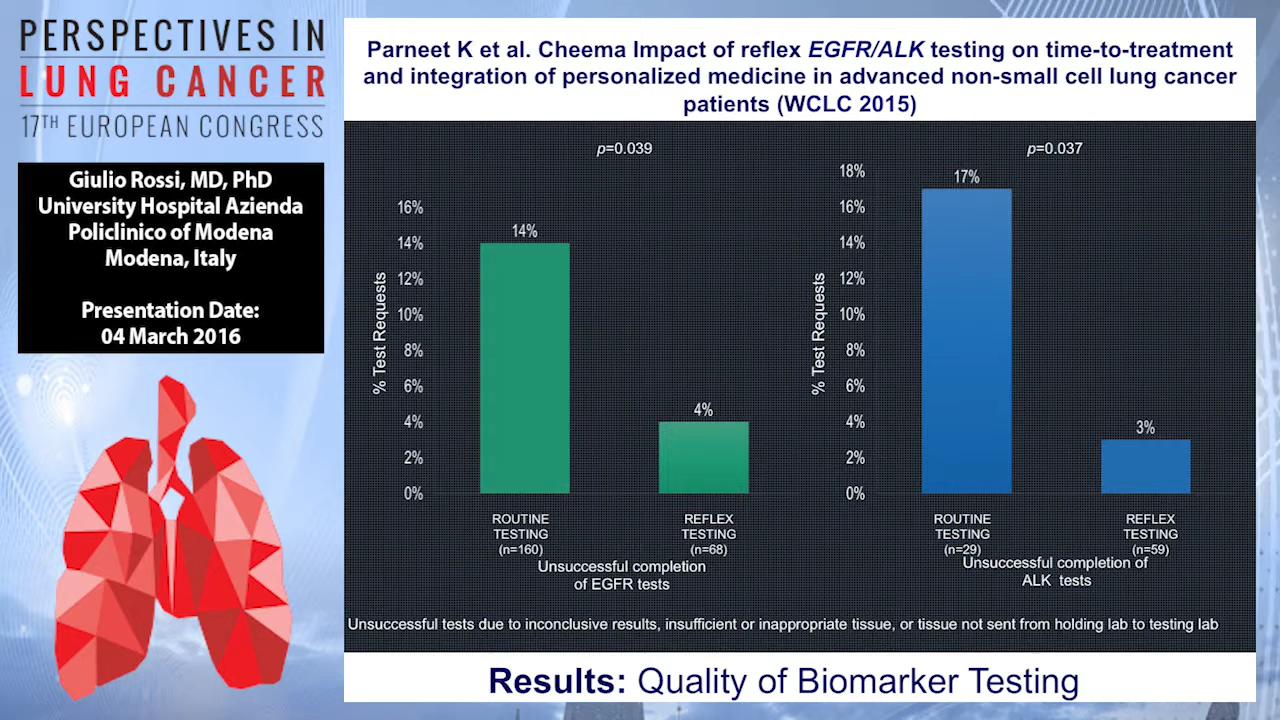 PERSPECTIVES IN
LUNG CANCER
17TH EUROPEAN CONGRESS
Giulio Rossi, MD, PhD
University Hospital Azienda
Policlinico of Modena
Modena, Italy
Presentation Date:
04 March 2016
Parneet K et al. Cheema Impact of reflex EGFR/ALK testing on time-to-treatment
and integration of personalized medicine in advanced non-small cell lung cancer
patients (WCLC 2015)
p=0.039
% Test Requests
16%
14%
12%
10%
8%
6%
4%
2%
0%
14%
4%
ROUTINE
TESTING
(n=160)
REFLEX
TESTING
(n=68)
Unsuccessful completion
of EGFR tests
p=0.037
% Test Requests
18%
16%
14%
12%
10%
8%
6%
4%
2%
0%
17%
3%
ROUTINE
TESTING
(n=29)
REFLEX
TESTING
(n=59)
Unsuccessful completion of
ALK tests
Unsuccessful tests due to inconclusive results, insufficient or inappropriate tissue, or tissue not sent from holding lab to testing lab
Results: Quality of Biomarker Testing